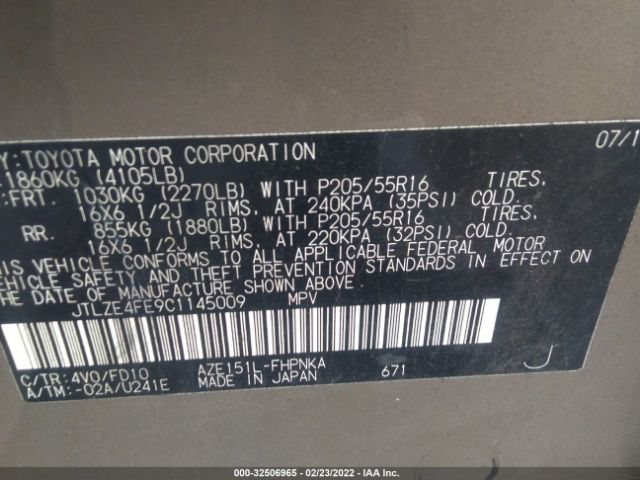 Y:TOYOTA MOTOR CORPORATION 07/1
1860KG (4105LB)
:FRT. 1030KG (2270LB) WITH P205/55R16 TIRES,
16X6 1/2J RIMS, AT 240KPA (35PSI) COLD.
RR. 855KG (1880LB) WITH P205/55R16 TIRES,
16X6 1/2J RIMS, AT 220KPA (32PSI) COLD.
IS VEHICLE CONFORMS TO ALL APPLICABLE FEDERAL MOTOR
VEHICLE SAFETY AND THEFT PREVENTION STANDARDS IN EFFECT ON
THE DATE OF MANUFACTURE SHOWN ABOVE.
JTLZE4FE9C1145009 MPV
C/TR: 4V0/FD10 AZE151L-FHPNKA J
A/TM: -02A/U241E MADE IN JAPAN 671
000-32506965 - 02/23/2022 - IAA Inc.